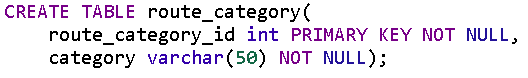 CREATE TABLE route_category(
    route_category_id int PRIMARY KEY NOT NULL,
    category varchar(50) NOT NULL);